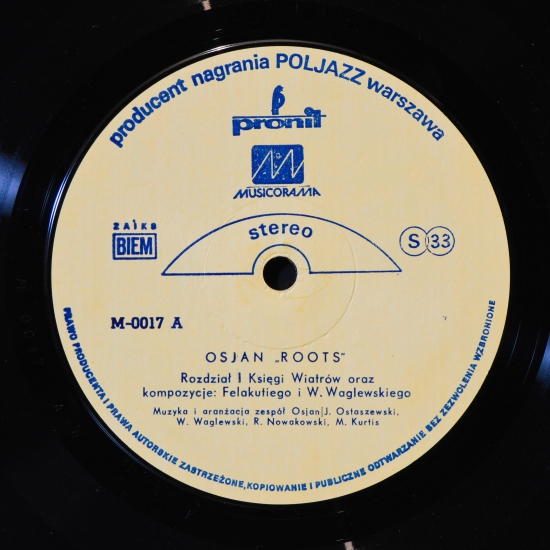 producent nagrania POLJAZZ warszawa
pronit
MUSICORAMA
ZAiKS
BIEM
stereo
S 33
M-0017 A
OSJAN „ROOTS"
Rozdział I Księgi Wiatrów oraz
kompozycje: Felakutiego i W. Waglewskiego
Muzyka i aranżacja zespół Osjan/J. Ostaszewski,
W. Waglewski, R. Nowakowski, M. Kurtis
PRAWO PRODUCENTA I PRAWA AUTORSKIE ZASTRZEŻONE, KOPIOWANIE I PUBLICZNE ODTWARZANIE BEZ ZEZWOLENIA WZBRONIONE